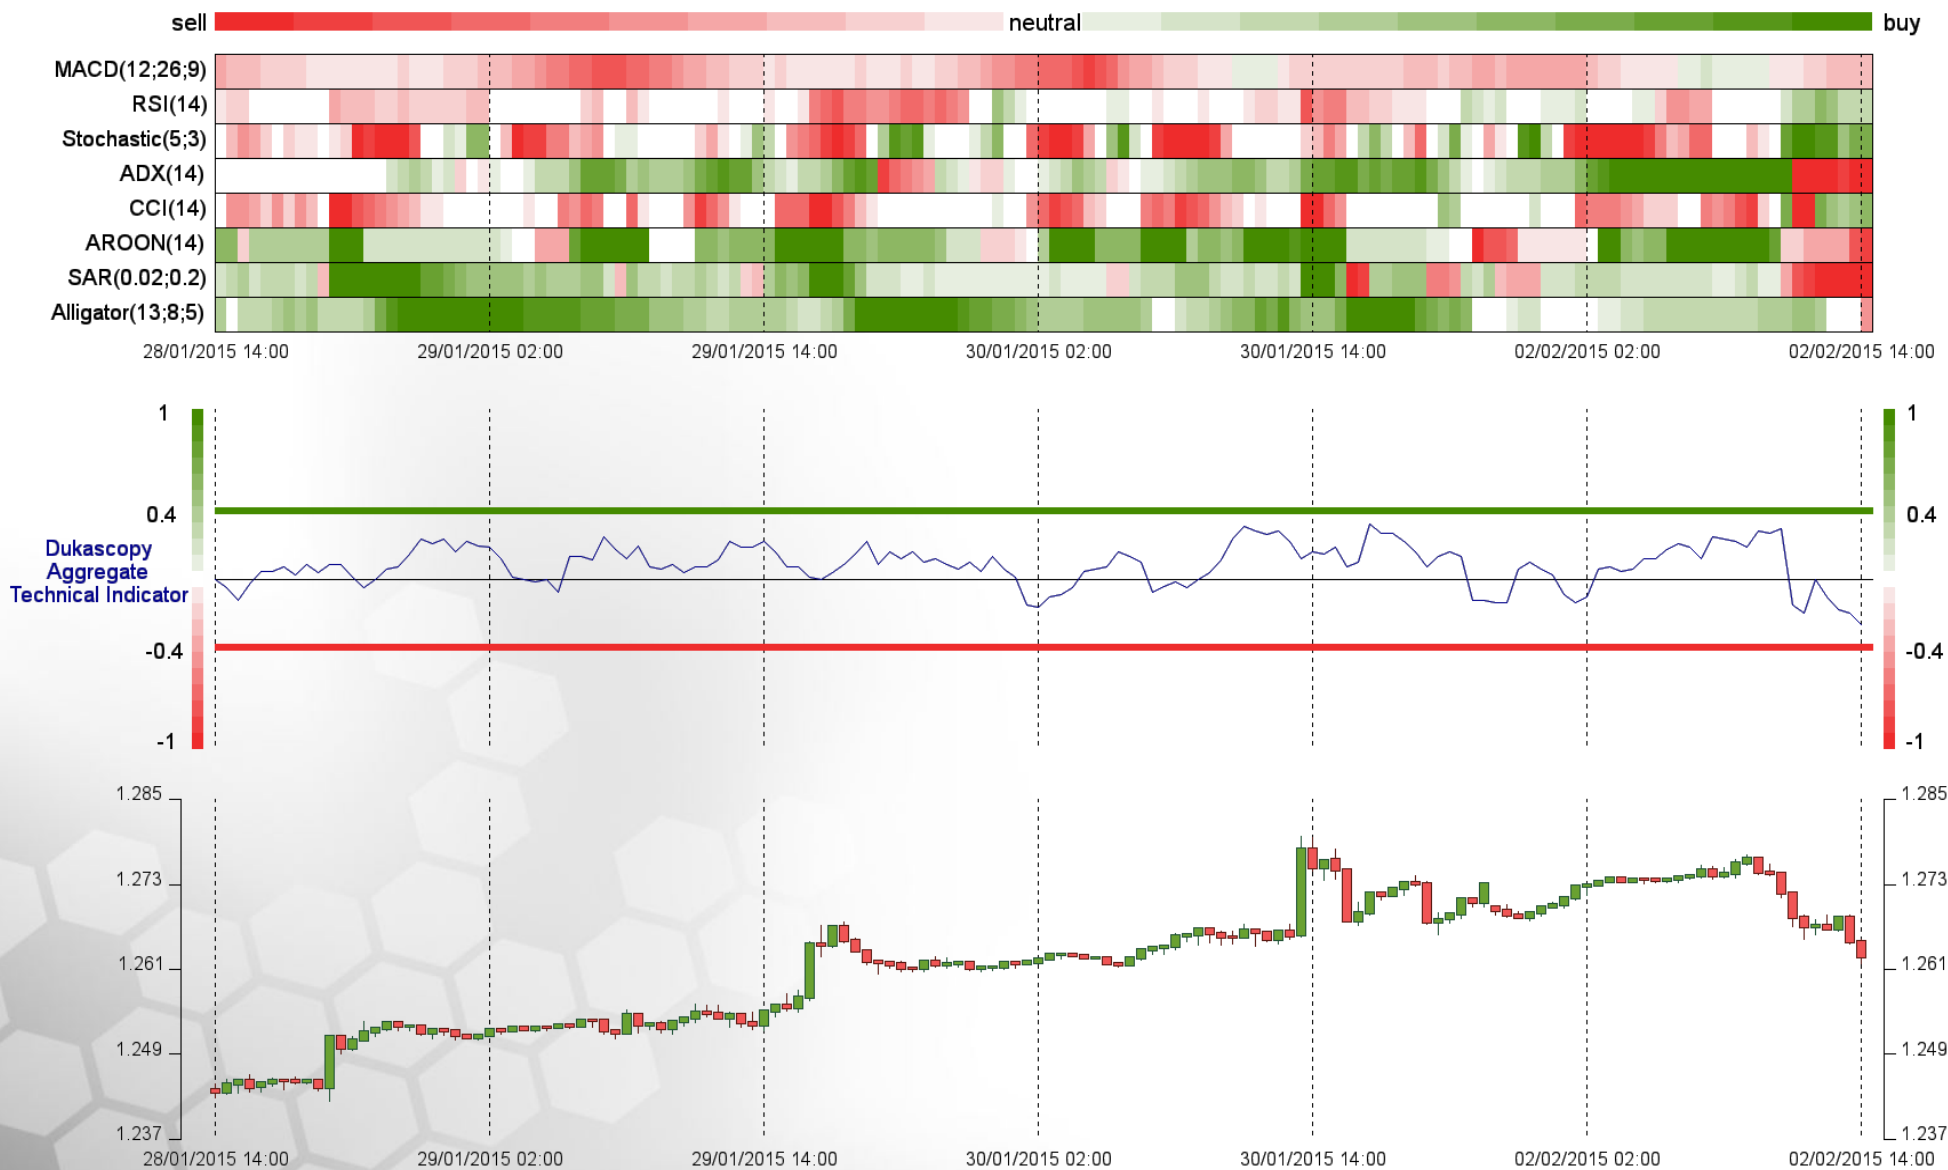 sell neutral buy
MACD(12;26;9)
RSI(14)
Stochastic(5;3)
ADX(14)
CCI(14)
AROON(14)
SAR(0.02;0.2)
Alligator(13;8;5)
28/01/2015 14:00 29/01/2015 02:00 29/01/2015 14:00 30/01/2015 02:00 30/01/2015 14:00 02/02/2015 02:00 02/02/2015 14:00
1 1
0.4 0.4
Dukascopy
Aggregate
Technical Indicator
-0.4 -0.4
-1 -1
1.285 1.285
1.273 1.273
1.261 1.261
1.249 1.249
1.237 1.237
28/01/2015 14:00 29/01/2015 02:00 29/01/2015 14:00 30/01/2015 02:00 30/01/2015 14:00 02/02/2015 02:00 02/02/2015 14:00